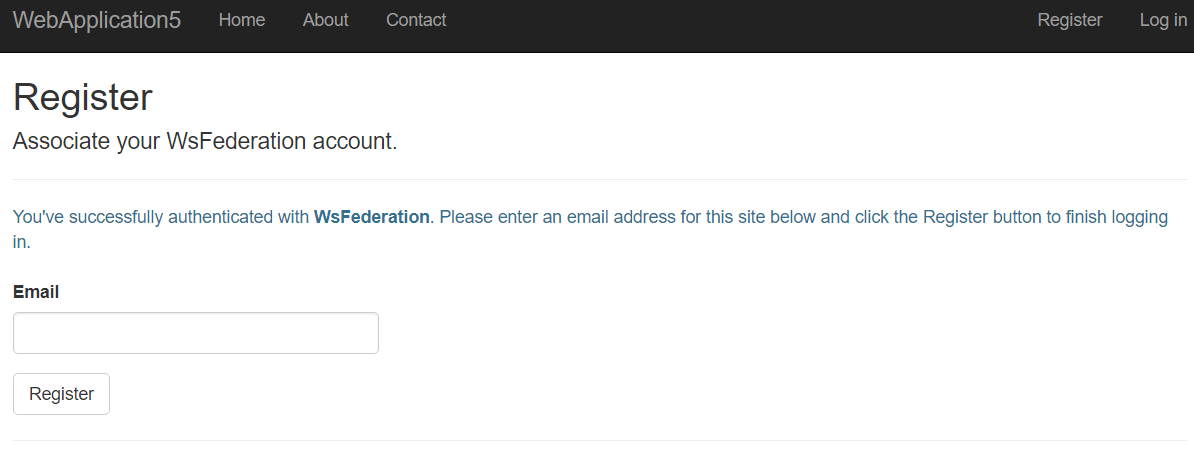 WebApplication5 Home About Contact Register Log in
Register
Associate your WsFederation account.
You've successfully authenticated with WsFederation. Please enter an email address for this site below and click the Register button to finish logging
in.
Email
Register